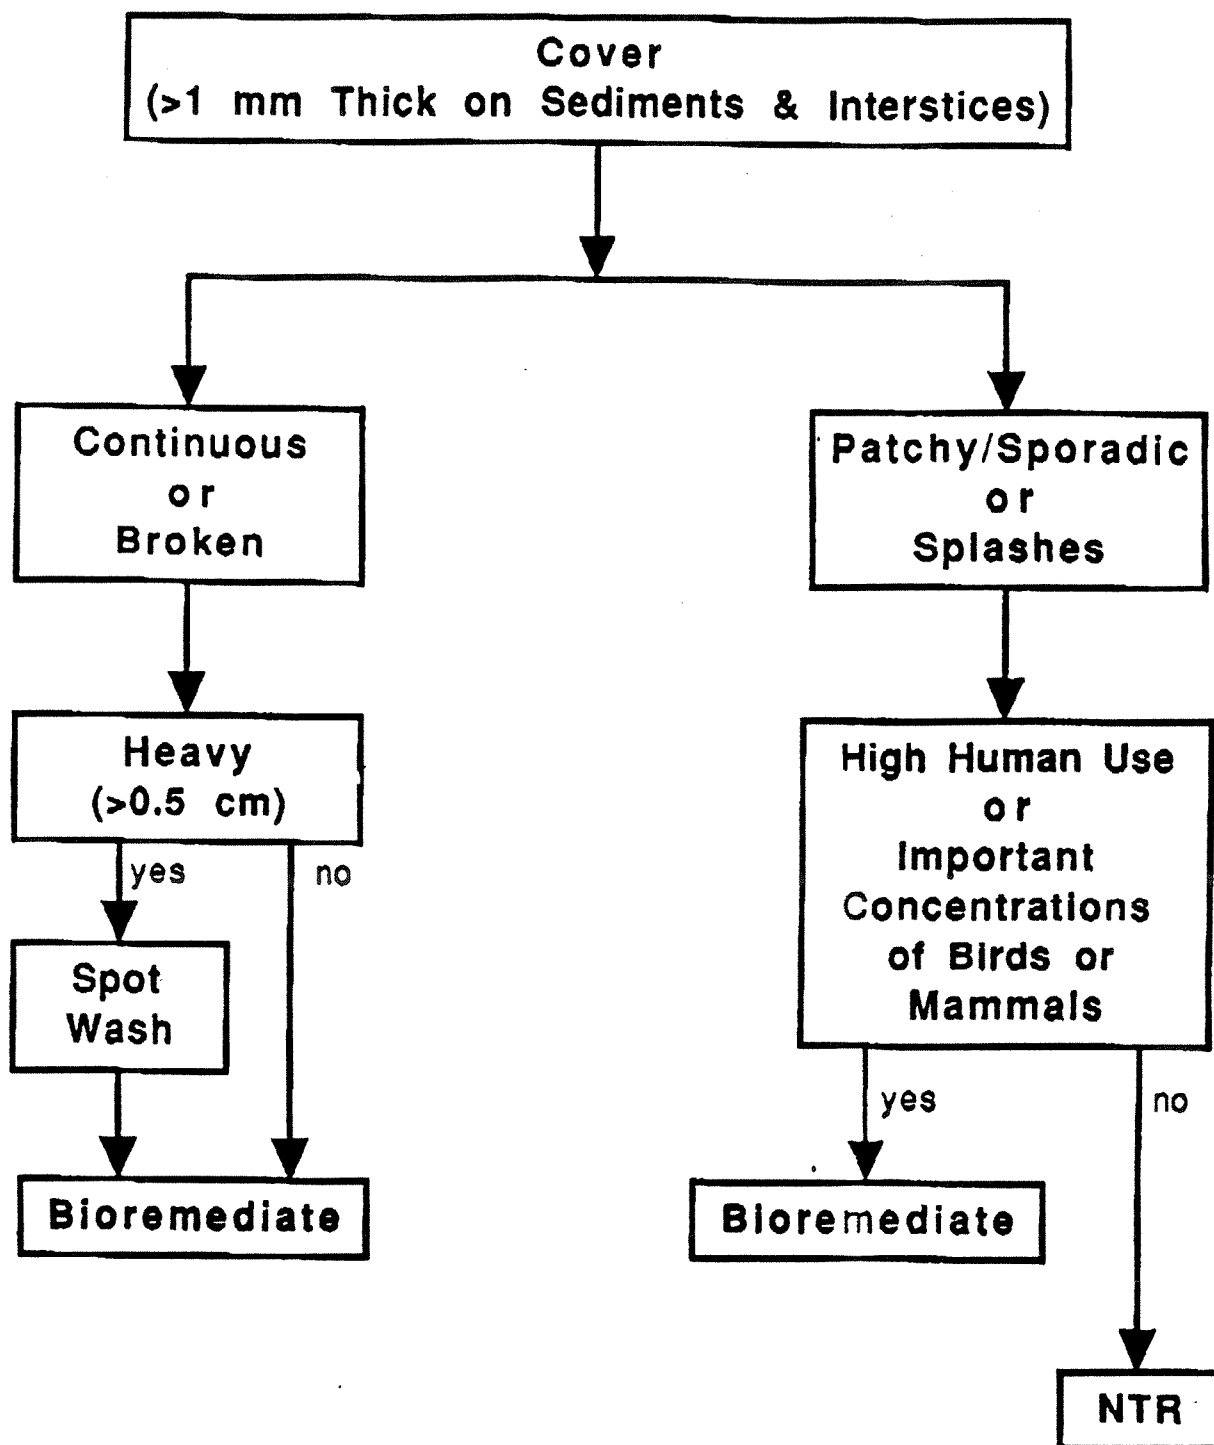 Cover
(>1 mm Thick on Sediments & Interstices)
Continuous
or
Broken
Patchy/Sporadic
or
Splashes
Heavy
(>0.5 cm)
yes
no
High Human Use
or
Important
Concentrations
of Birds or
Mammals
Spot
Wash
yes
no
Bioremediate
Bioremediate
NTR